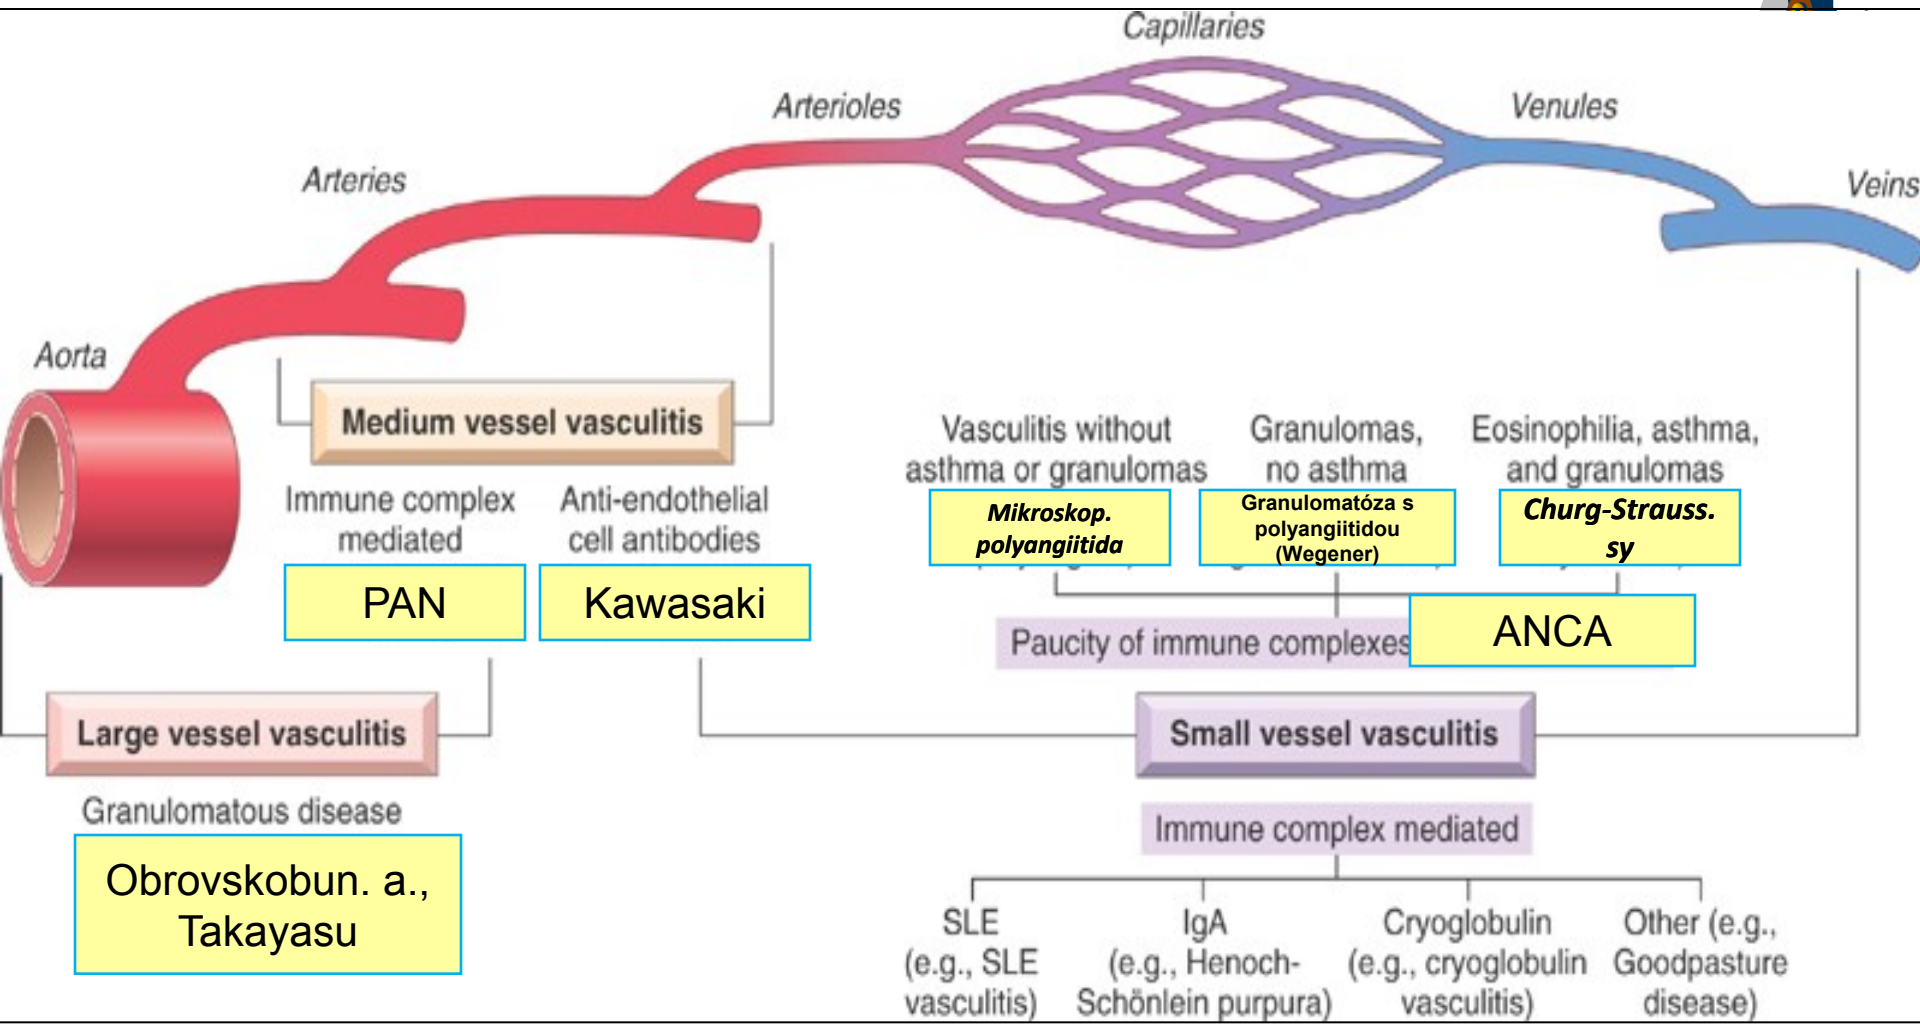 Capillaries
Arterioles
Venules
Arteries
Veins
Aorta
Medium vessel vasculitis
Immune complex
mediated
PAN
Anti-endothelial
cell antibodies
Kawasaki
Vasculitis without
asthma or granulomas
Mikroskop.
polyangiitida
Granulomas,
no asthma
Granulomatóza s
polyangiitidou
(Wegener)
Eosinophilia, asthma,
and granulomas
Churg-Strauss.
sy
Paucity of immune complexes
ANCA
Large vessel vasculitis
Granulomatous disease
Obrovskobun. a.,
Takayasu
Small vessel vasculitis
Immune complex mediated
SLE
(e.g., SLE
vasculitis)
IgA
(e.g., Henoch-
Schönlein purpura)
Cryoglobulin
(e.g., cryoglobulin
vasculitis)
Other (e.g.,
Goodpasture
disease)